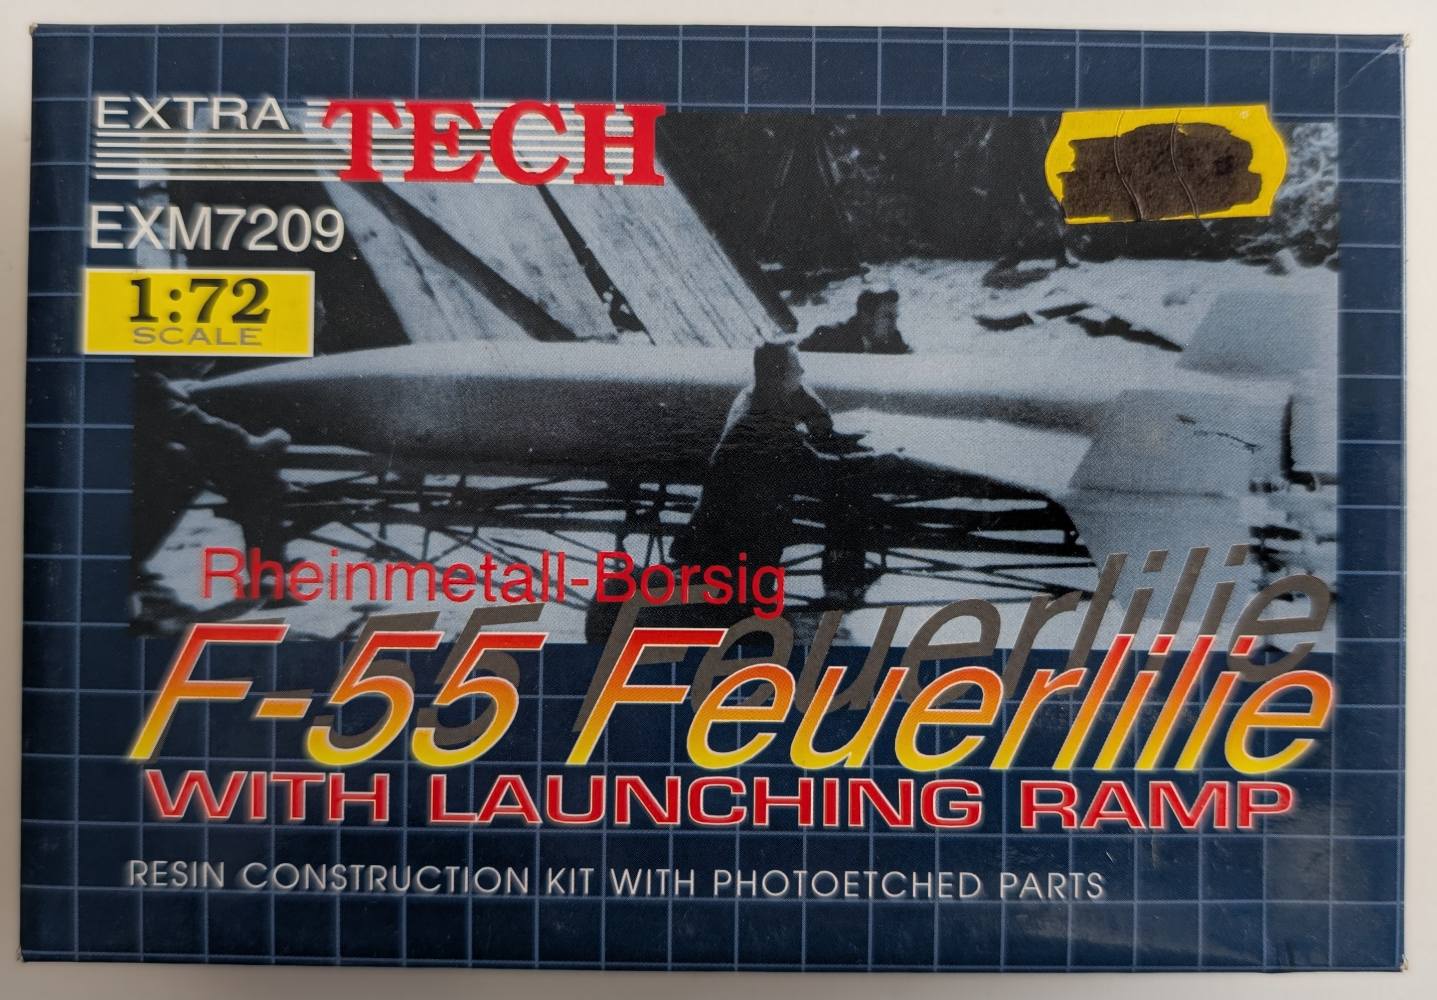 EXTRA TECH
EXM7209
1:72
SCALE
Rheinmetall-Borsig
F-55 Feuerlilie
WITH LAUNCHING RAMP
RESIN CONSTRUCTION KIT WITH PHOTOETCHED PARTS